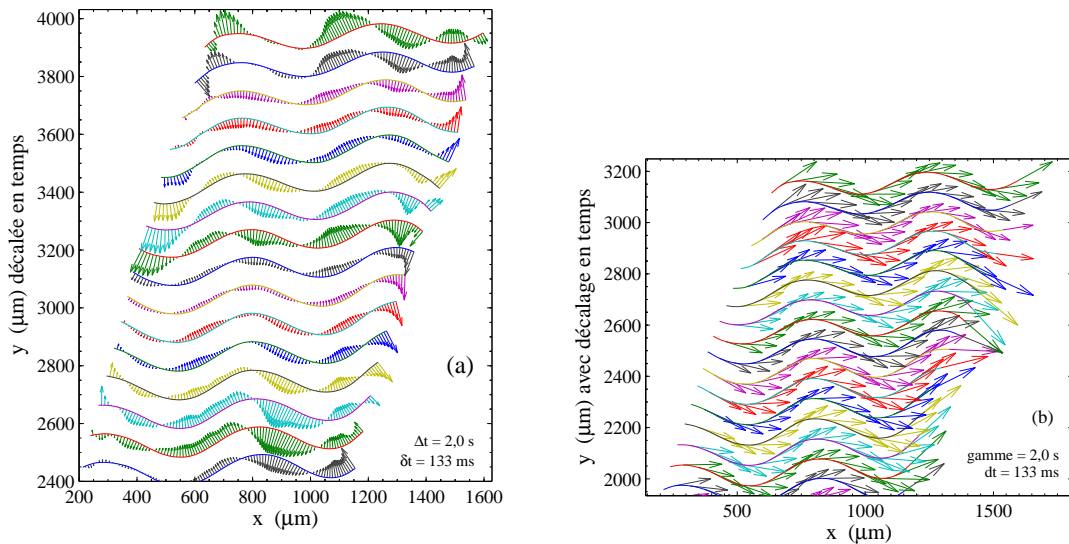 4000
3800
3600
3400
3200
3000
2800
2600
2400
y (μm) décalée en temps
(a)
Δt = 2,0 s
δt = 133 ms
200 400 600 800 1000 1200 1400 1600
x (μm)
3200
3000
2800
2600
2400
2200
2000
y (μm) avec décalage en temps
(b)
gamme = 2,0 s
dt = 133 ms
500 1000 1500
x (μm)